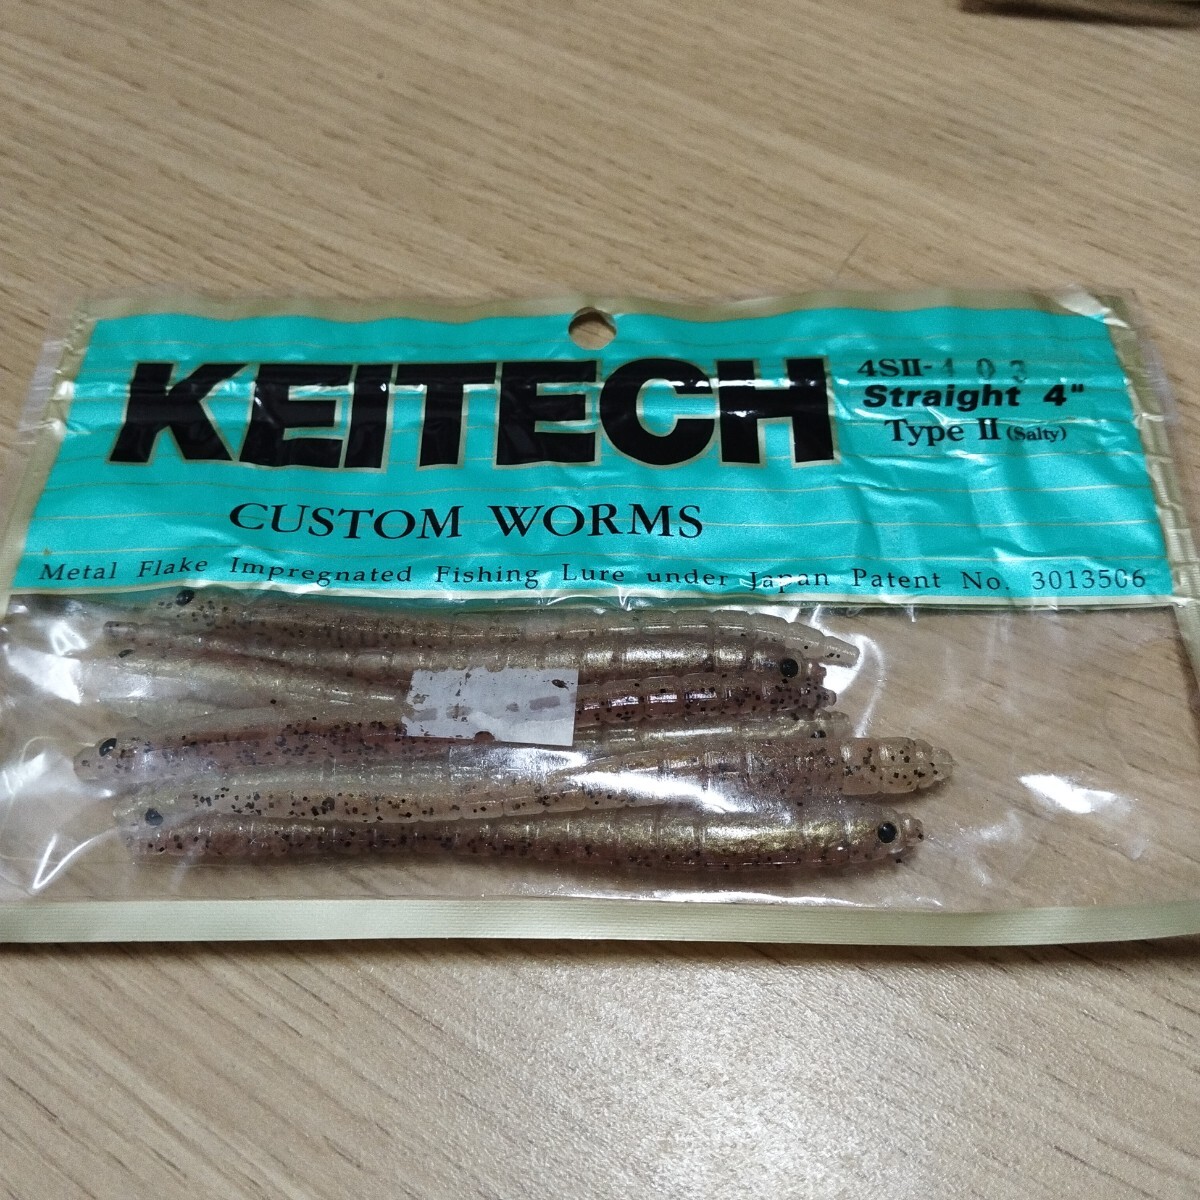 KEITECH
4SII-403
Straight 4"
Type II (Salty)
CUSTOM WORMS
Metal Flake Impregnated Fishing Lure under Japan Patent No. 3013506